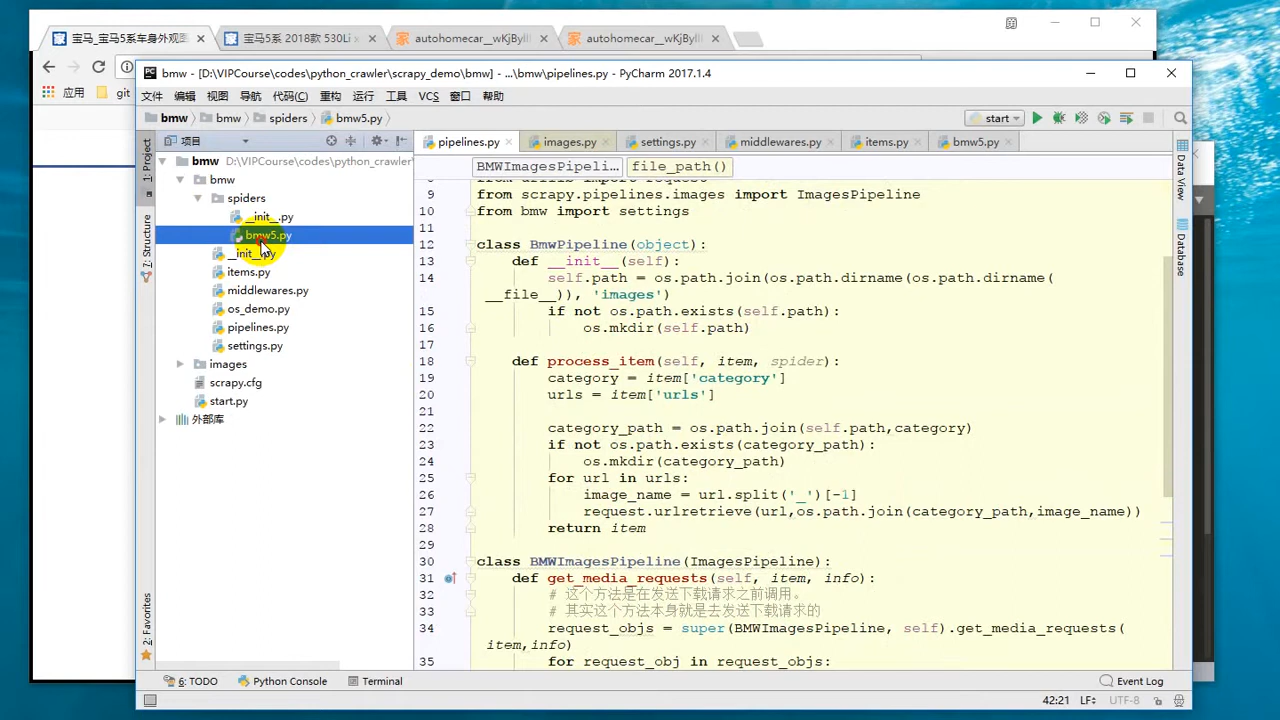 宝马_宝马5系车身外观图
宝马5系 2018款 530Li x
autohomecar__wKjByll
autohomecar__wKjByll
应用
git
bmw - [D:\VIPCourse\codes\python_crawler\scrapy_demo\bmw] - ...\bmw\pipelines.py - PyCharm 2017.1.4
文件 编辑 视图 导航 代码(C) 重构 运行 工具 VCS 窗口 帮助
bmw bmw spiders bmw5.py
start
1: Project
7: Structure
2: Favorites
项目
bmw D:\VIPCourse\codes\python_crawler\
bmw
spiders
__init__.py
bmw5.py
__init__.py
items.py
middlewares.py
os_demo.py
pipelines.py
settings.py
images
scrapy.cfg
start.py
外部库
pipelines.py images.py settings.py middlewares.py items.py bmw5.py
BMWImagesPipeli... file_path()
9 from scrapy.pipelines.images import ImagesPipeline
10 from bmw import settings
11
12 class BmwPipeline(object):
13 def __init__(self):
14 self.path = os.path.join(os.path.dirname(os.path.dirname(
__file__)), 'images')
15 if not os.path.exists(self.path):
16 os.mkdir(self.path)
17
18 def process_item(self, item, spider):
19 category = item['category']
20 urls = item['urls']
21
22 category_path = os.path.join(self.path,category)
23 if not os.path.exists(category_path):
24 os.mkdir(category_path)
25 for url in urls:
26 image_name = url.split('_')[-1]
27 request.urlretrieve(url,os.path.join(category_path,image_name))
28 return item
29
30 class BMWImagesPipeline(ImagesPipeline):
31 def get_media_requests(self, item, info):
32 # 这个方法是在发送下载请求之前调用。
33 # 其实这个方法本身就是去发送下载请求的
34 request_objs = super(BMWImagesPipeline, self).get_media_requests(
item,info)
35 for request_obj in request_objs:
Data View
Database
6: TODO Python Console Terminal
Event Log
42:21 LF UTF-8